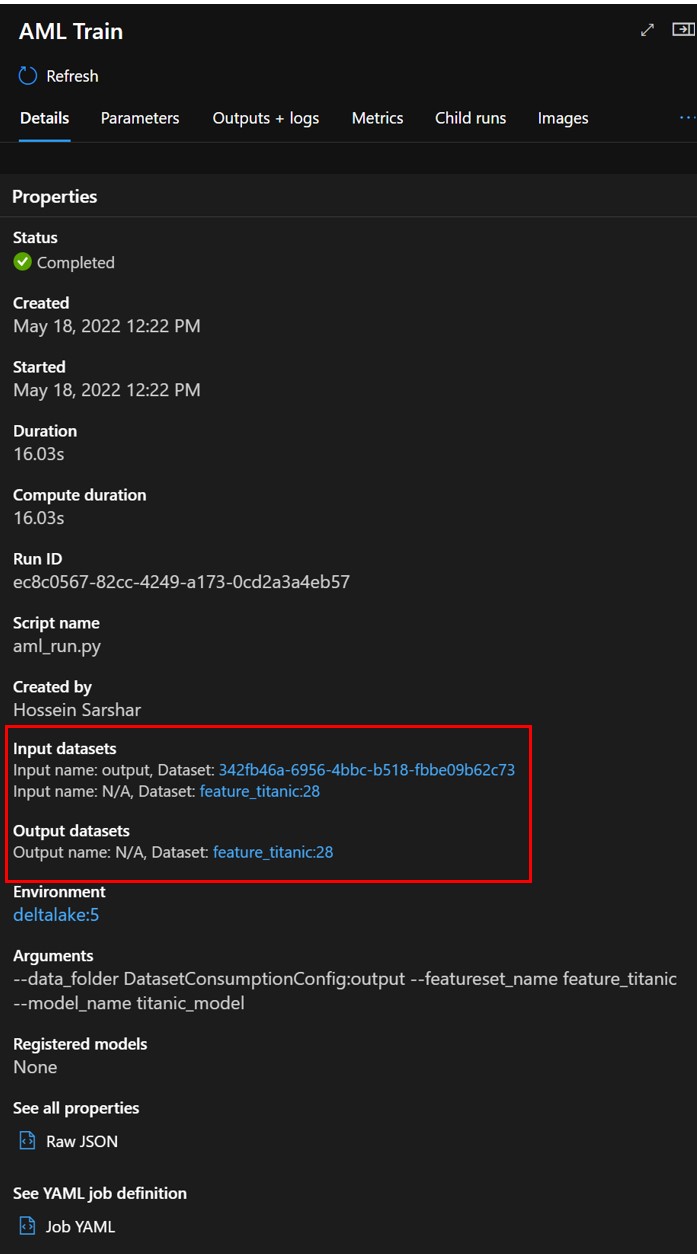 AML Train
Refresh
Details Parameters Outputs + logs Metrics Child runs Images ...
Properties
Status
Completed
Created
May 18, 2022 12:22 PM
Started
May 18, 2022 12:22 PM
Duration
16.03s
Compute duration
16.03s
Run ID
ec8c0567-82cc-4249-a173-0cd2a3a4eb57
Script name
aml_run.py
Created by
Hossein Sarshar
Input datasets
Input name: output, Dataset: 342fb46a-6956-4bbc-b518-fbbe09b62c73
Input name: N/A, Dataset: feature_titanic:28
Output datasets
Output name: N/A, Dataset: feature_titanic:28
Environment
deltalake:5
Arguments
--data_folder DatasetConsumptionConfig:output --featureset_name feature_titanic
--model_name titanic_model
Registered models
None
See all properties
Raw JSON
See YAML job definition
Job YAML